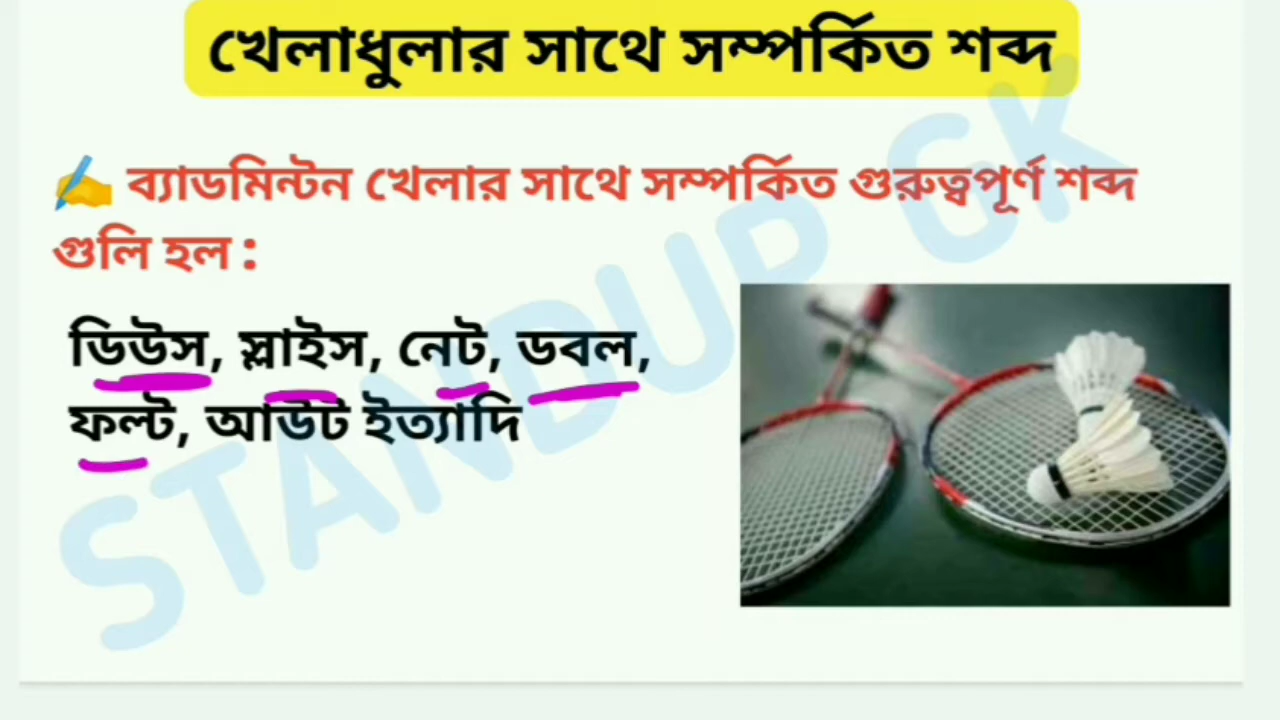 খেলাধুলার সাথে সম্পর্কিত শব্দ
✍ ব্যাডমিন্টন খেলার সাথে সম্পর্কিত গুরুত্বপূর্ণ শব্দ
গুলি হল :
ডিউস, স্লাইস, নেট, ডবল,
ফল্ট, আউট ইত্যাদি
STANDUP GK